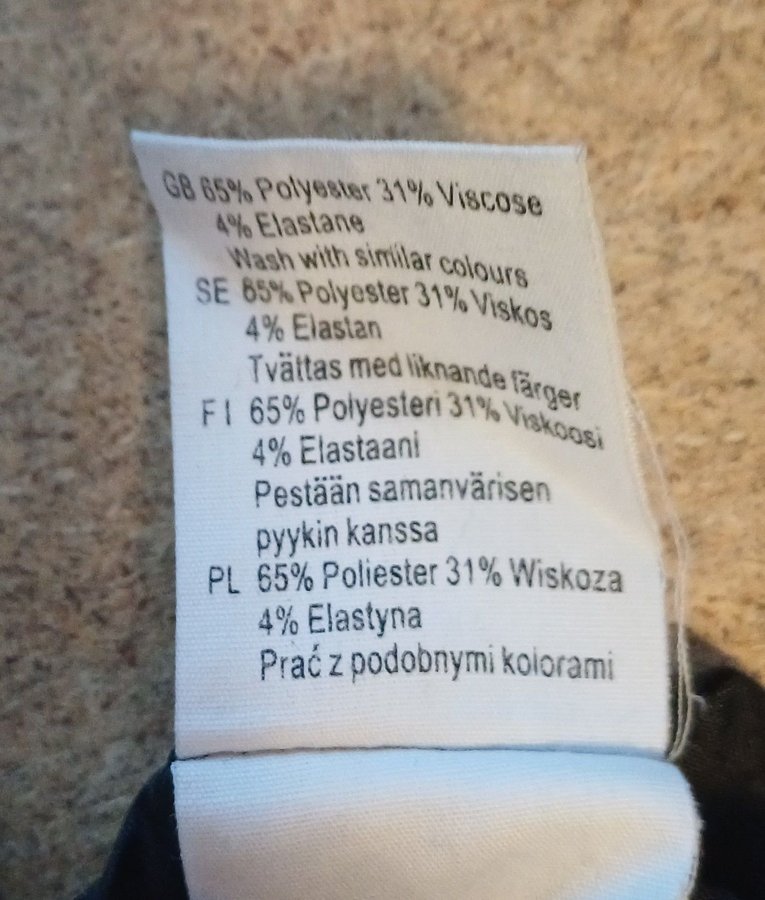 GB 65% Polyester 31% Viscose
4% Elastane
Wash with similar colours
SE 65% Polyester 31% Viskos
4% Elastan
Tvättas med liknande färger
FI 65% Polyesteri 31% Viskoosi
4% Elastaani
Pestään samanvärisen
pyykin kanssa
PL 65% Poliester 31% Wiskoza
4% Elastyna
Prać z podobnymi kolorami